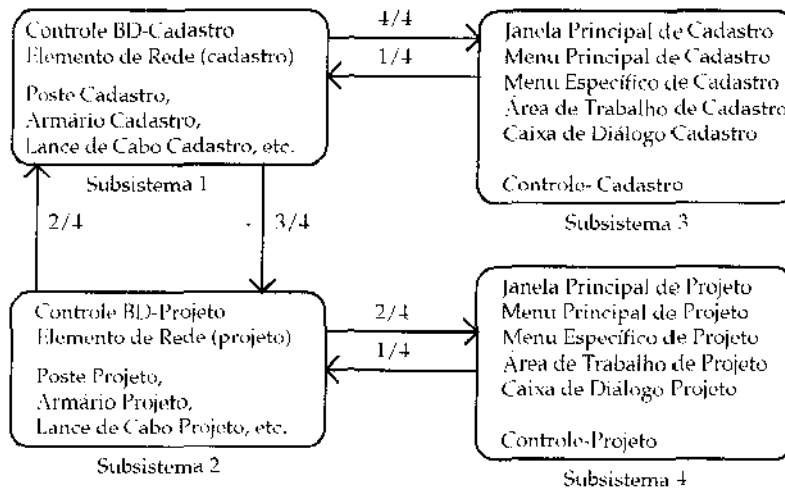 Controle BD-Cadastro
Elemento de Rede (cadastro)
Poste Cadastro,
Armário Cadastro,
Lance de Cabo Cadastro, etc.
Subsistema 1
4/4
1/4
Janela Principal de Cadastro
Menu Principal de Cadastro
Menu Específico de Cadastro
Área de Trabalho de Cadastro
Caixa de Diálogo Cadastro
Controle- Cadastro
Subsistema 3
2/4
3/4
Controle BD-Projeto
Elemento de Rede (projeto)
Poste Projeto,
Armário Projeto,
Lance de Cabo Projeto, etc.
Subsistema 2
2/4
1/4
Janela Principal de Projeto
Menu Principal de Projeto
Menu Específico de Projeto
Área de Trabalho de Projeto
Caixa de Diálogo Projeto
Controle-Projeto
Subsistema 4